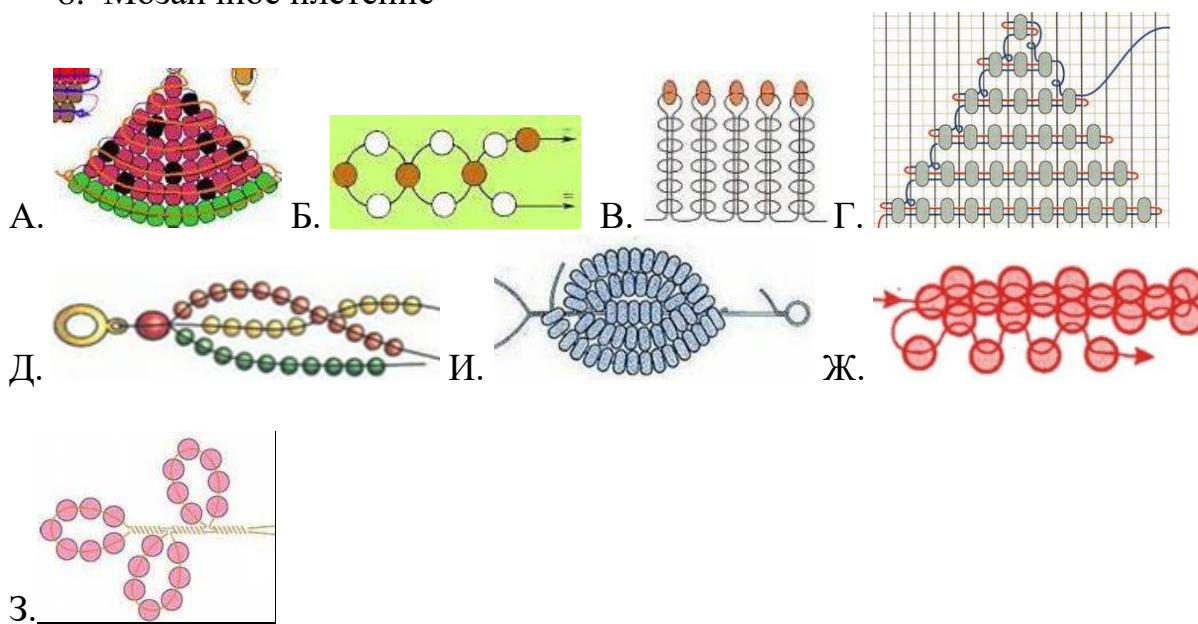 8. Мозаичное плетение
А. Б. В. Г.
Д. И. Ж.
З.